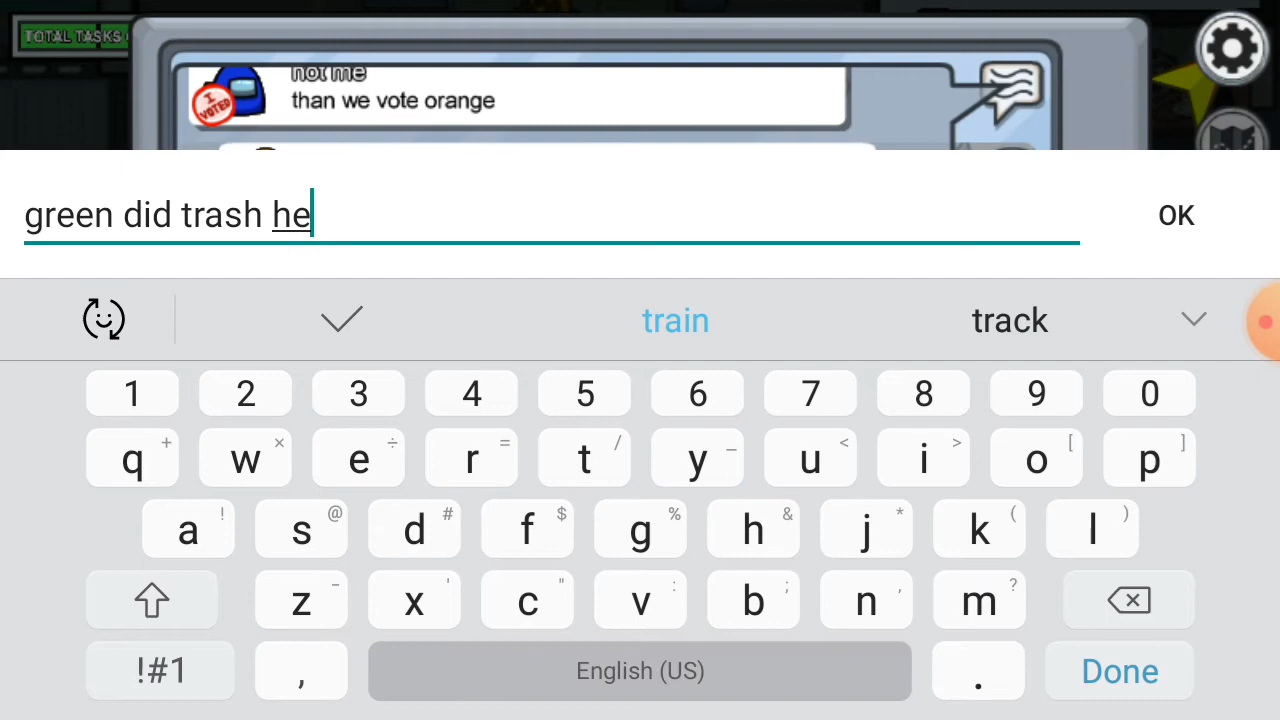 TOTAL TASKS
not me
than we vote orange
I VOTED
green did trash he
OK
train track
1 2 3 4 5 6 7 8 9 0
q + w × e ÷ r = t / y _ u < i > o [ p ]
a ! s @ d # f $ g % h & j * k ( l )
z - x ' c " v : b ; n , m ?
!#1 , English (US) . Done